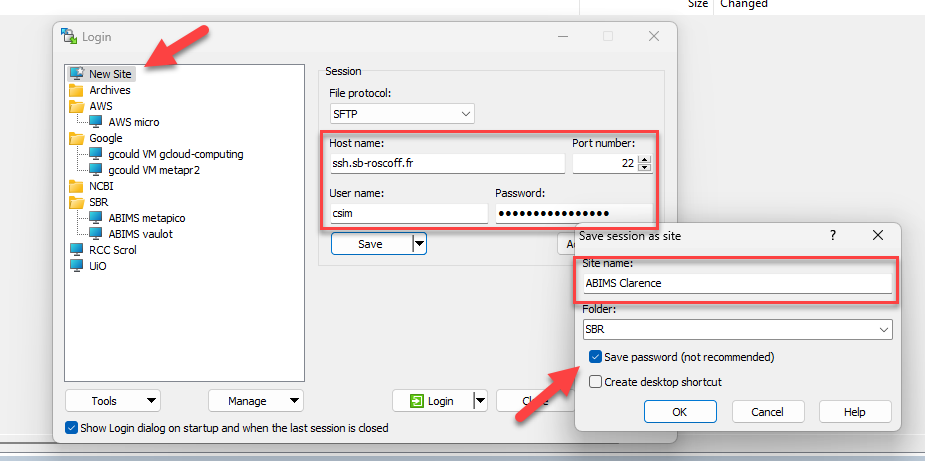 Size Changed
Login
New Site
Archives
AWS
AWS micro
Google
gcould VM gcloud-computing
gcould VM metapr2
NCBI
SBR
ABIMS metapico
ABIMS vaulot
RCC Scrol
UiO
Session
File protocol:
SFTP
Host name: Port number:
ssh.sb-roscoff.fr 22
User name: Password:
csim ●●●●●●●●●●●●●●●●
Save
Tools Manage Login
Show Login dialog on startup and when the last session is closed
Save session as site ?
Site name:
ABIMS Clarence
Folder:
SBR
Save password (not recommended)
Create desktop shortcut
OK Cancel Help